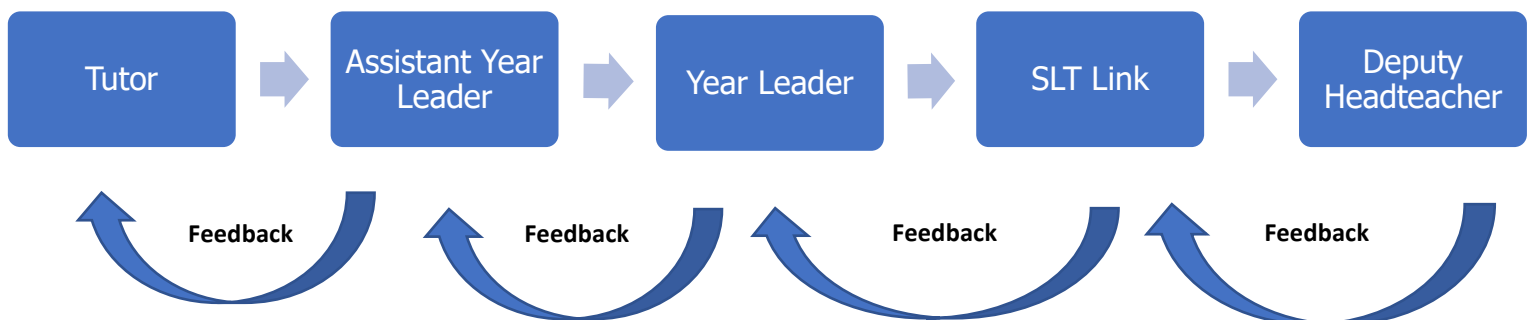 Tutor
Assistant Year
Leader
Year Leader
SLT Link
Deputy
Headteacher
Feedback
Feedback
Feedback
Feedback